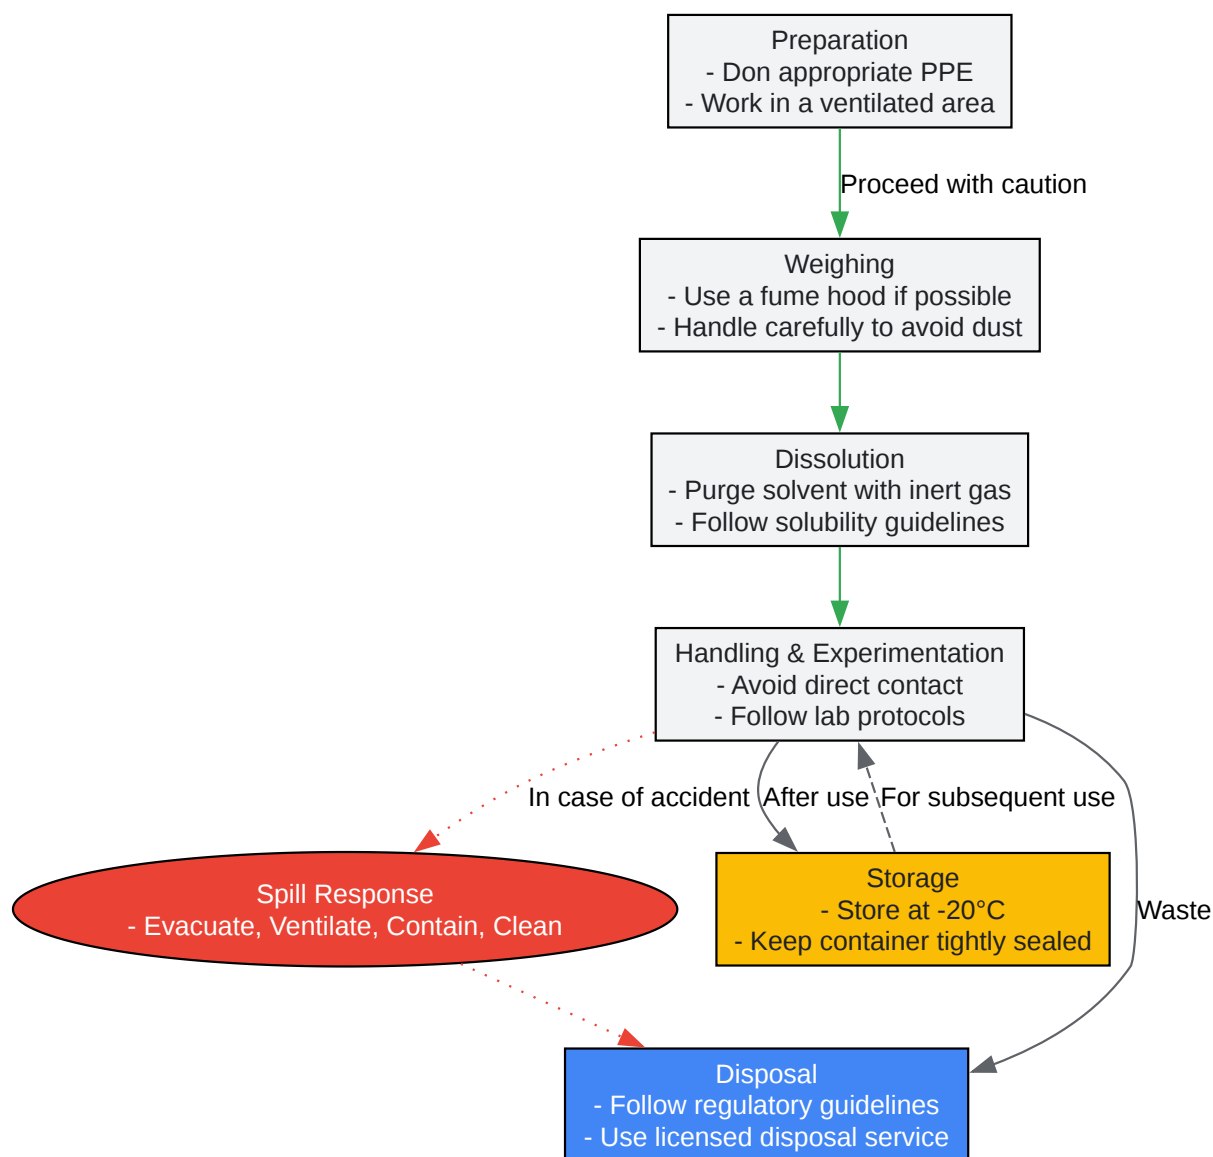 Preparation
- Don appropriate PPE
- Work in a ventilated area
Proceed with caution
Weighing
- Use a fume hood if possible
- Handle carefully to avoid dust
Dissolution
- Purge solvent with inert gas
- Follow solubility guidelines
Handling & Experimentation
- Avoid direct contact
- Follow lab protocols
In case of accident
After use
For subsequent use
Spill Response
- Evacuate, Ventilate, Contain, Clean
Storage
- Store at -20°C
- Keep container tightly sealed
Waste
Disposal
- Follow regulatory guidelines
- Use licensed disposal service